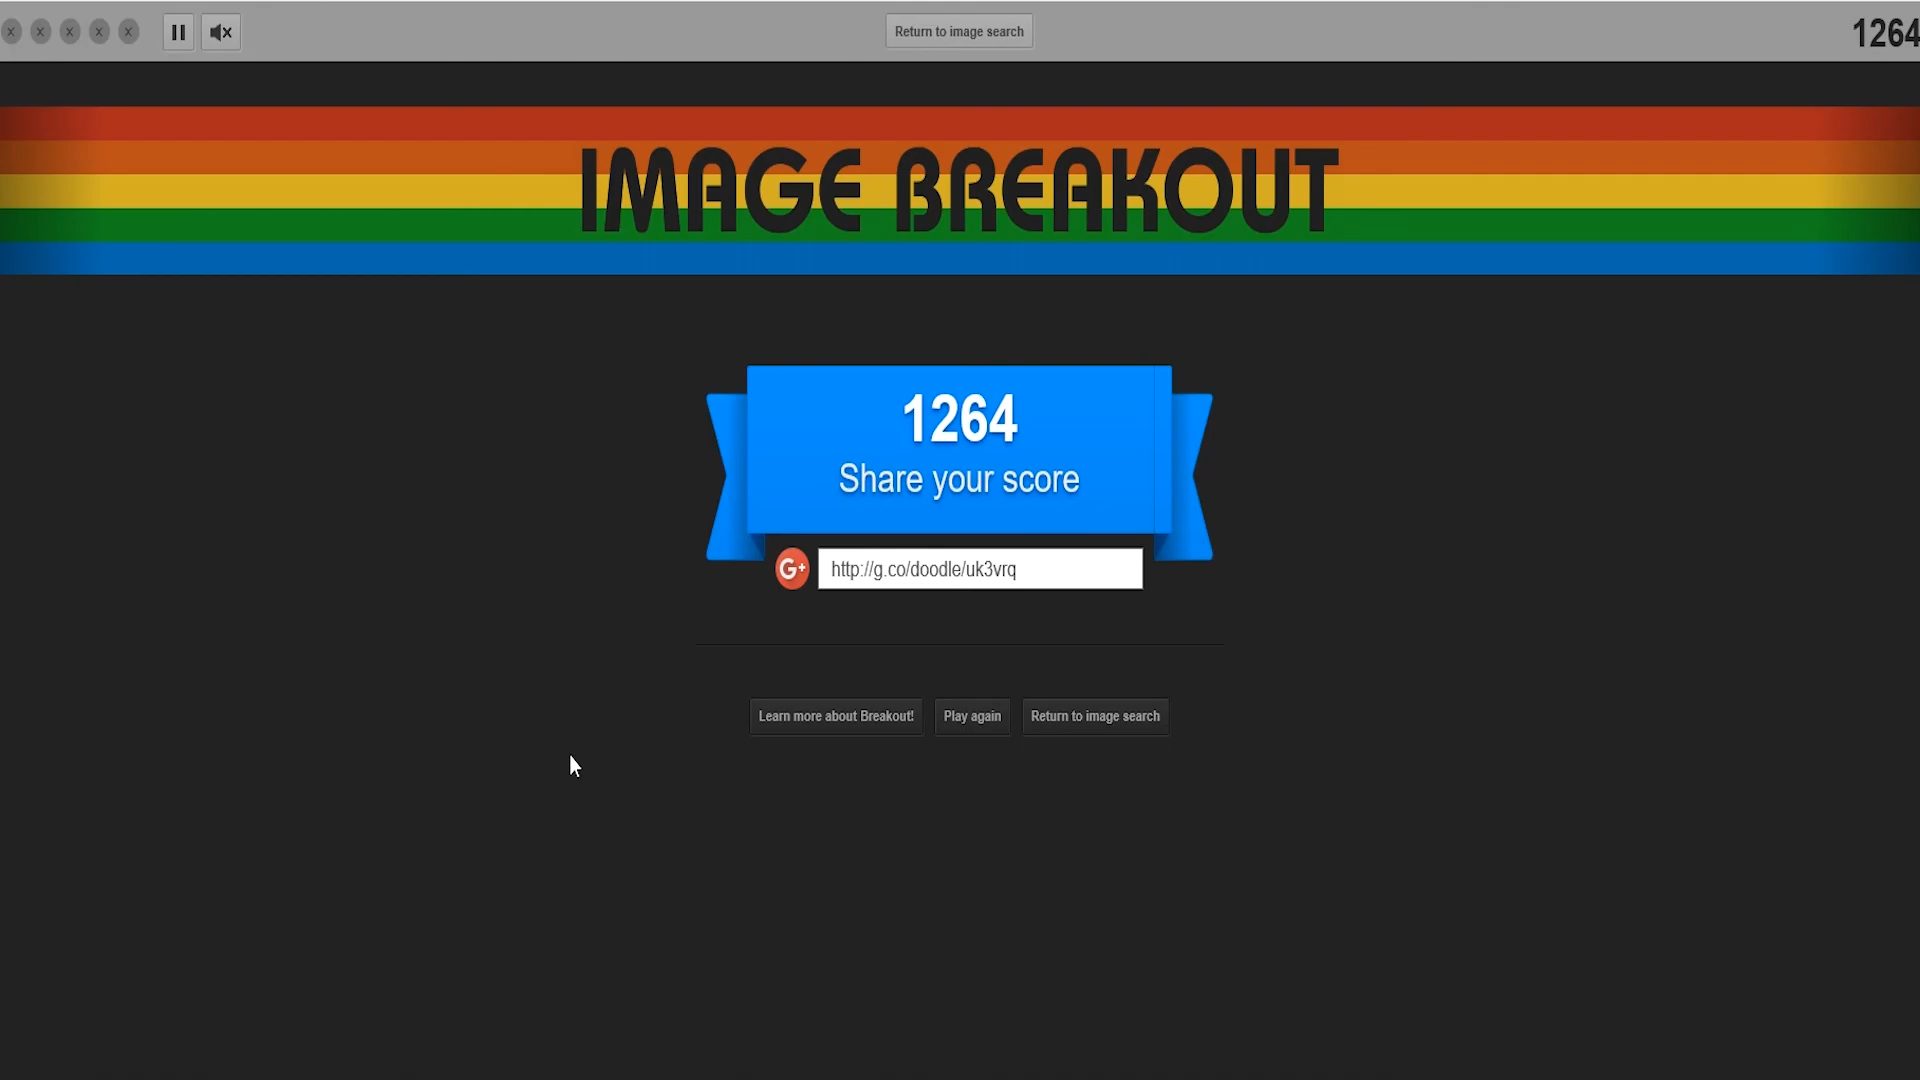 Return to image search
1264
IMAGE BREAKOUT
1264
Share your score
G+
http://g.co/doodle/uk3vrq
Learn more about Breakout!
Play again
Return to image search